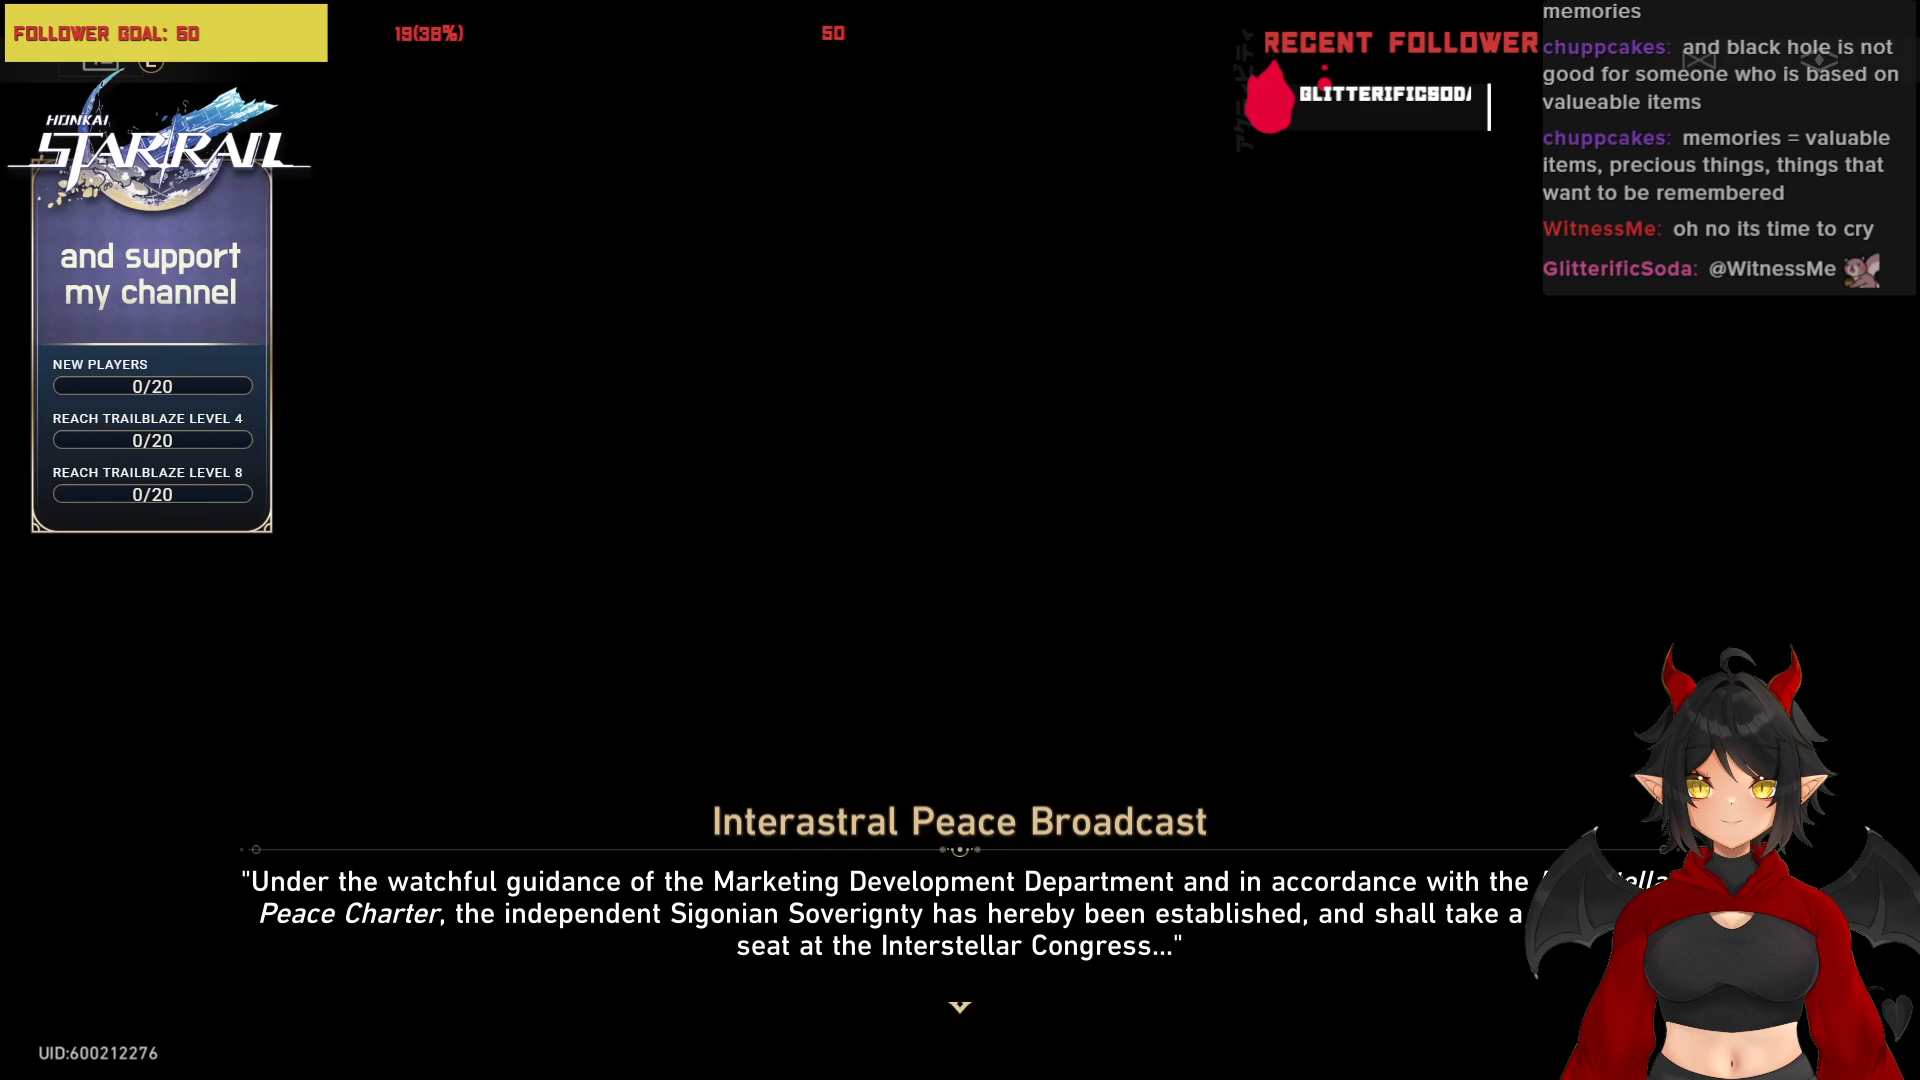 FOLLOWER GOAL: 50
19(38%)
50
RECENT FOLLOWER
GLITTERIFICSODA
HONKAI
STAR RAIL
and support
my channel
NEW PLAYERS
0/20
REACH TRAILBLAZE LEVEL 4
0/20
REACH TRAILBLAZE LEVEL 8
0/20
memories
chuppcakes: and black hole is not
good for someone who is based on
valueable items
chuppcakes: memories = valuable
items, precious things, things that
want to be remembered
WitnessMe: oh no its time to cry
GlitterificSoda: @WitnessMe
Interastral Peace Broadcast
"Under the watchful guidance of the Marketing Development Department and in accordance with the
Peace Charter, the independent Sigonian Soverignty has hereby been established, and shall take a
seat at the Interstellar Congress..."
UID:600212276